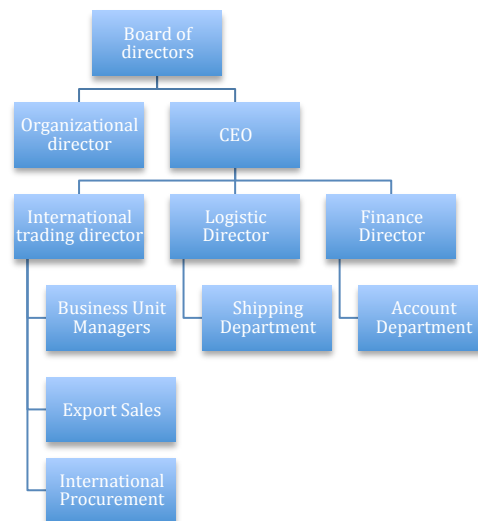 Board of
directors
Organizational
director
CEO
International
trading director
Logistic
Director
Finance
Director
Business Unit
Managers
Shipping
Department
Account
Department
Export Sales
International
Procurement